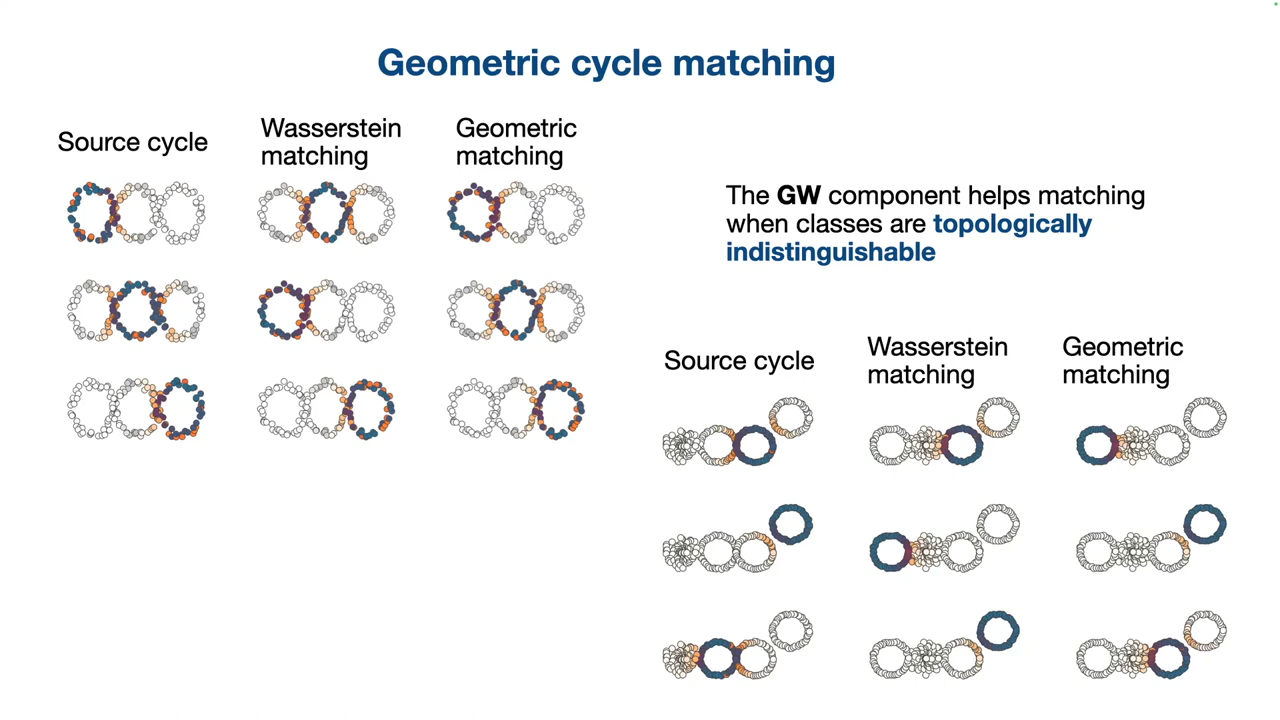 Geometric cycle matching
Source cycle
Wasserstein
matching
Geometric
matching
The GW component helps matching
when classes are topologically
indistinguishable
Source cycle
Wasserstein
matching
Geometric
matching